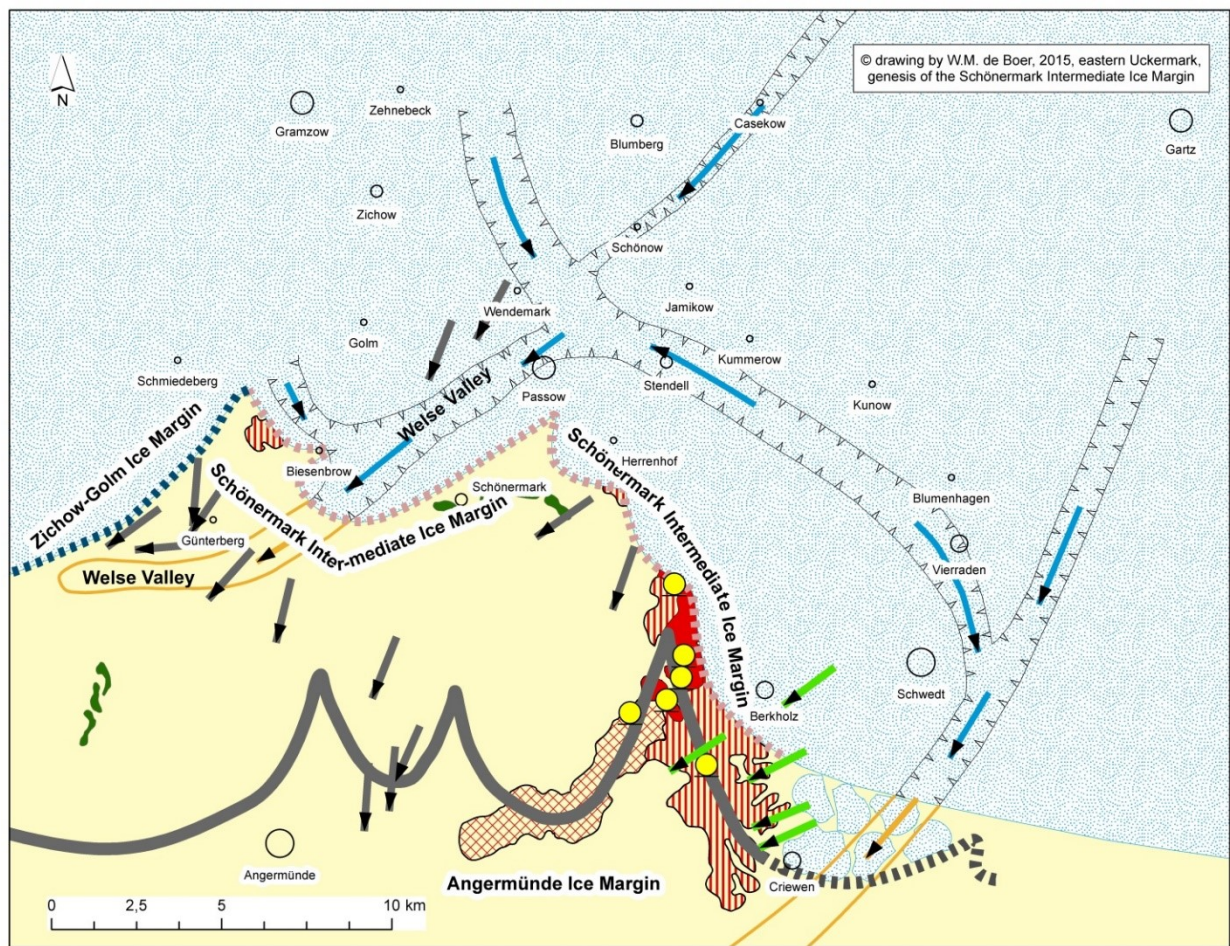 © drawing by W.M. de Boer, 2015, eastern Uckermark,
genesis of the Schönermark Intermediate Ice Margin
N
Zehnebeck
Gramzow
Blumberg
Casekow
Gartz
Zichow
Schönow
Wendemark
Jamikow
Golm
Kummerow
Schmiedeberg
Passow
Stendell
Kunow
Welse Valley
Zichow-Golm Ice Margin
Biesenbrow
Herrenhof
Schönermark
Schönermark Inter-mediate Ice Margin
Schönermark Intermediate Ice Margin
Blumenhagen
Günterberg
Vierraden
Welse Valley
Schwedt
Berkholz
Angermünde
Angermünde Ice Margin
Criewen
0 2,5 5 10 km